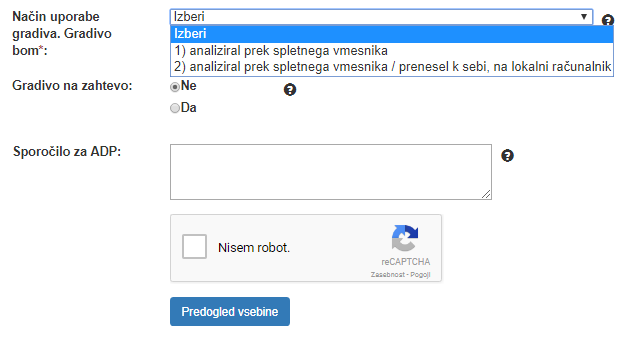 Način uporabe
gradiva. Gradivo
bom*:
Izberi
Izberi
1) analiziral prek spletnega vmesnika
2) analiziral prek spletnega vmesnika / prenesel k sebi, na lokalni računalnik
Gradivo na zahtevo:
Ne
Da
Sporočilo za ADP:
Nisem robot.
reCAPTCHA
Zasebnost - Pogoji
Predogled vsebine